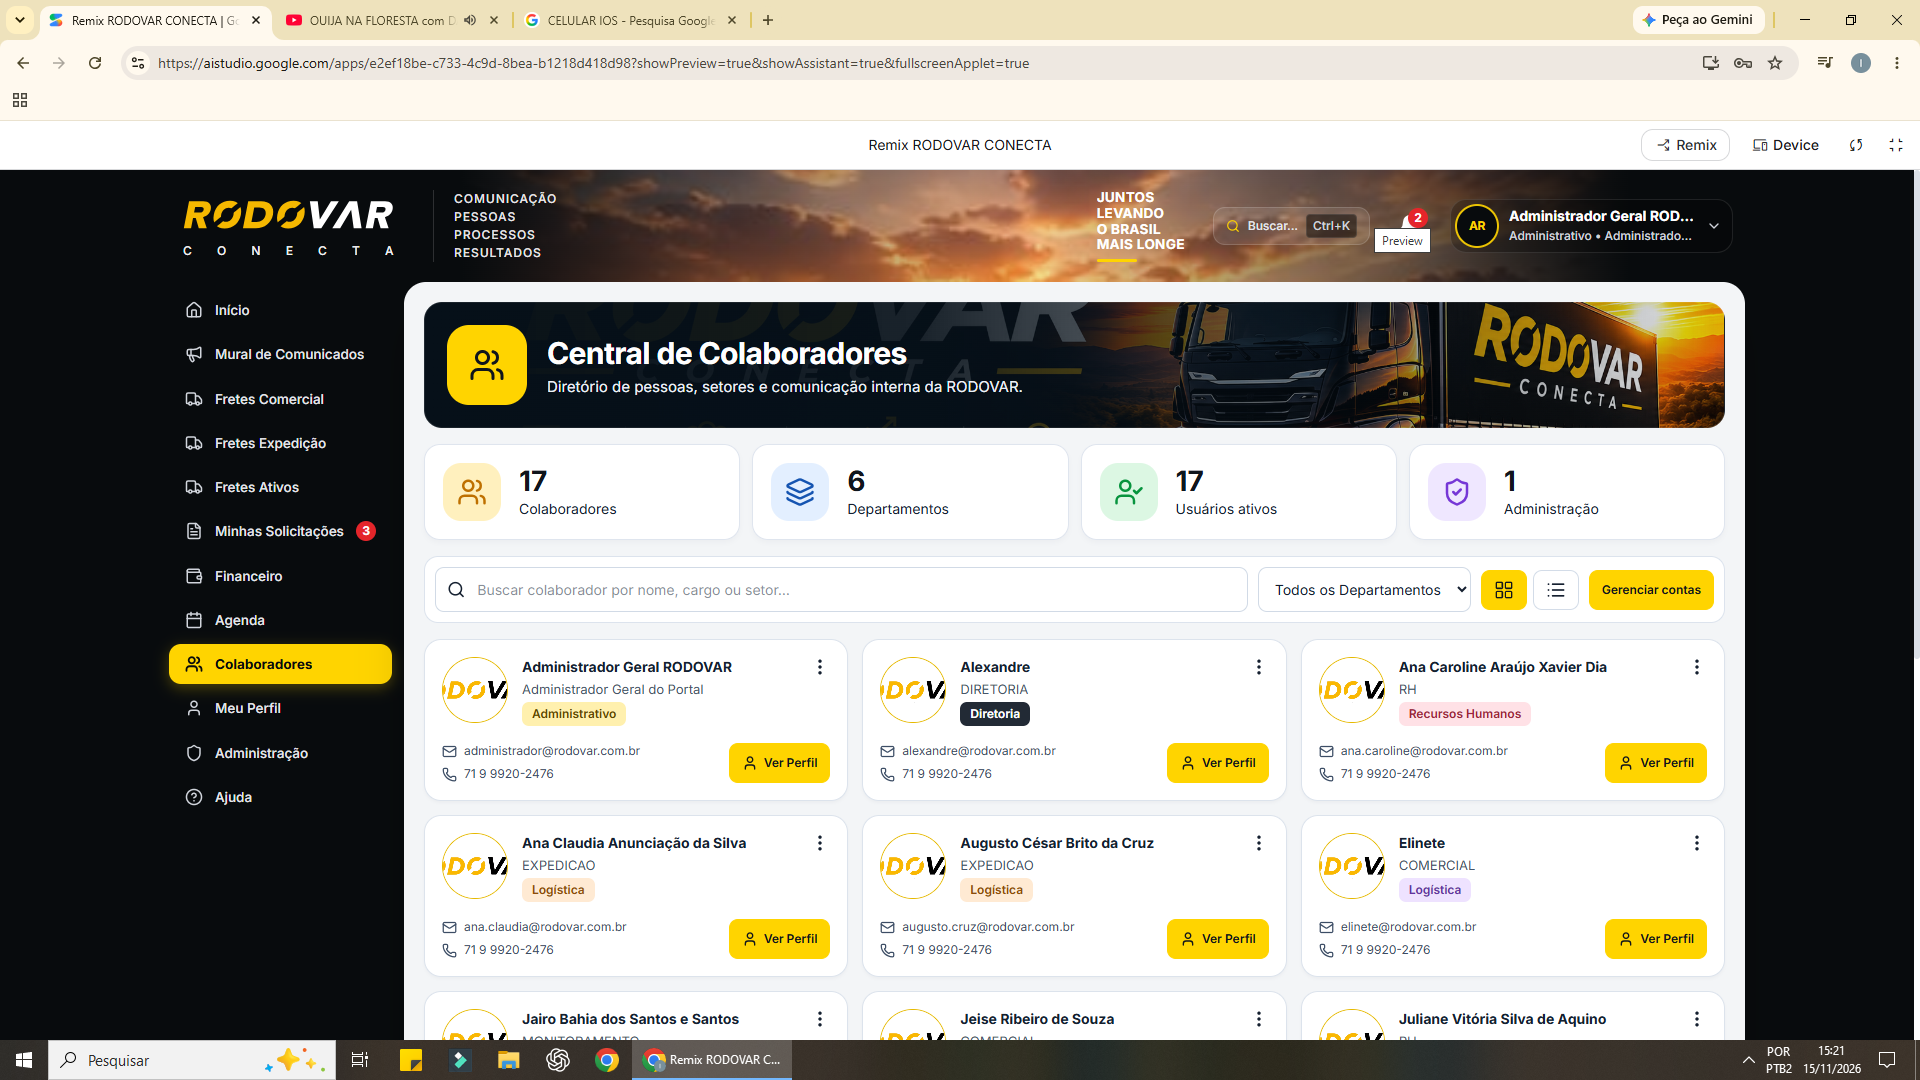 Remix RODOVAR CONECTA | Go
OUIJA NA FLORESTA com D
CELULAR IOS - Pesquisa Google
Peça ao Gemini
https://aistudio.google.com/apps/e2ef18be-c733-4c9d-8bea-b1218d418d98?showPreview=true&showAssistant=true&fullscreenApplet=true
Remix RODOVAR CONECTA
Remix
Device
RODOVAR
CONECTA
COMUNICAÇÃO
PESSOAS
PROCESSOS
RESULTADOS
JUNTOS
LEVANDO
O BRASIL
MAIS LONGE
Buscar...
Ctrl+K
2
Preview
AR
Administrador Geral ROD...
Administrativo • Administrado...
Início
Mural de Comunicados
Fretes Comercial
Fretes Expedição
Fretes Ativos
Minhas Solicitações
3
Financeiro
Agenda
Colaboradores
Meu Perfil
Administração
Ajuda
Central de Colaboradores
Diretório de pessoas, setores e comunicação interna da RODOVAR.
RODOVAR
CONECTA
17
Colaboradores
6
Departamentos
17
Usuários ativos
1
Administração
Buscar colaborador por nome, cargo ou setor...
Todos os Departamentos
Gerenciar contas
Administrador Geral RODOVAR
Administrador Geral do Portal
Administrativo
administrador@rodovar.com.br
71 9 9920-2476
Ver Perfil
Alexandre
DIRETORIA
Diretoria
alexandre@rodovar.com.br
71 9 9920-2476
Ver Perfil
Ana Caroline Araújo Xavier Dia
RH
Recursos Humanos
ana.caroline@rodovar.com.br
71 9 9920-2476
Ver Perfil
Ana Claudia Anunciação da Silva
EXPEDICAO
Logística
ana.claudia@rodovar.com.br
71 9 9920-2476
Ver Perfil
Augusto César Brito da Cruz
EXPEDICAO
Logística
augusto.cruz@rodovar.com.br
71 9 9920-2476
Ver Perfil
Elinete
COMERCIAL
Logística
elinete@rodovar.com.br
71 9 9920-2476
Ver Perfil
Jairo Bahia dos Santos e Santos
MONITORAMENTO
Jeise Ribeiro de Souza
COMERCIAL
Juliane Vitória Silva de Aquino
RH
Pesquisar
Remix RODOVAR C...
POR
PTB2
15:21
15/11/2026